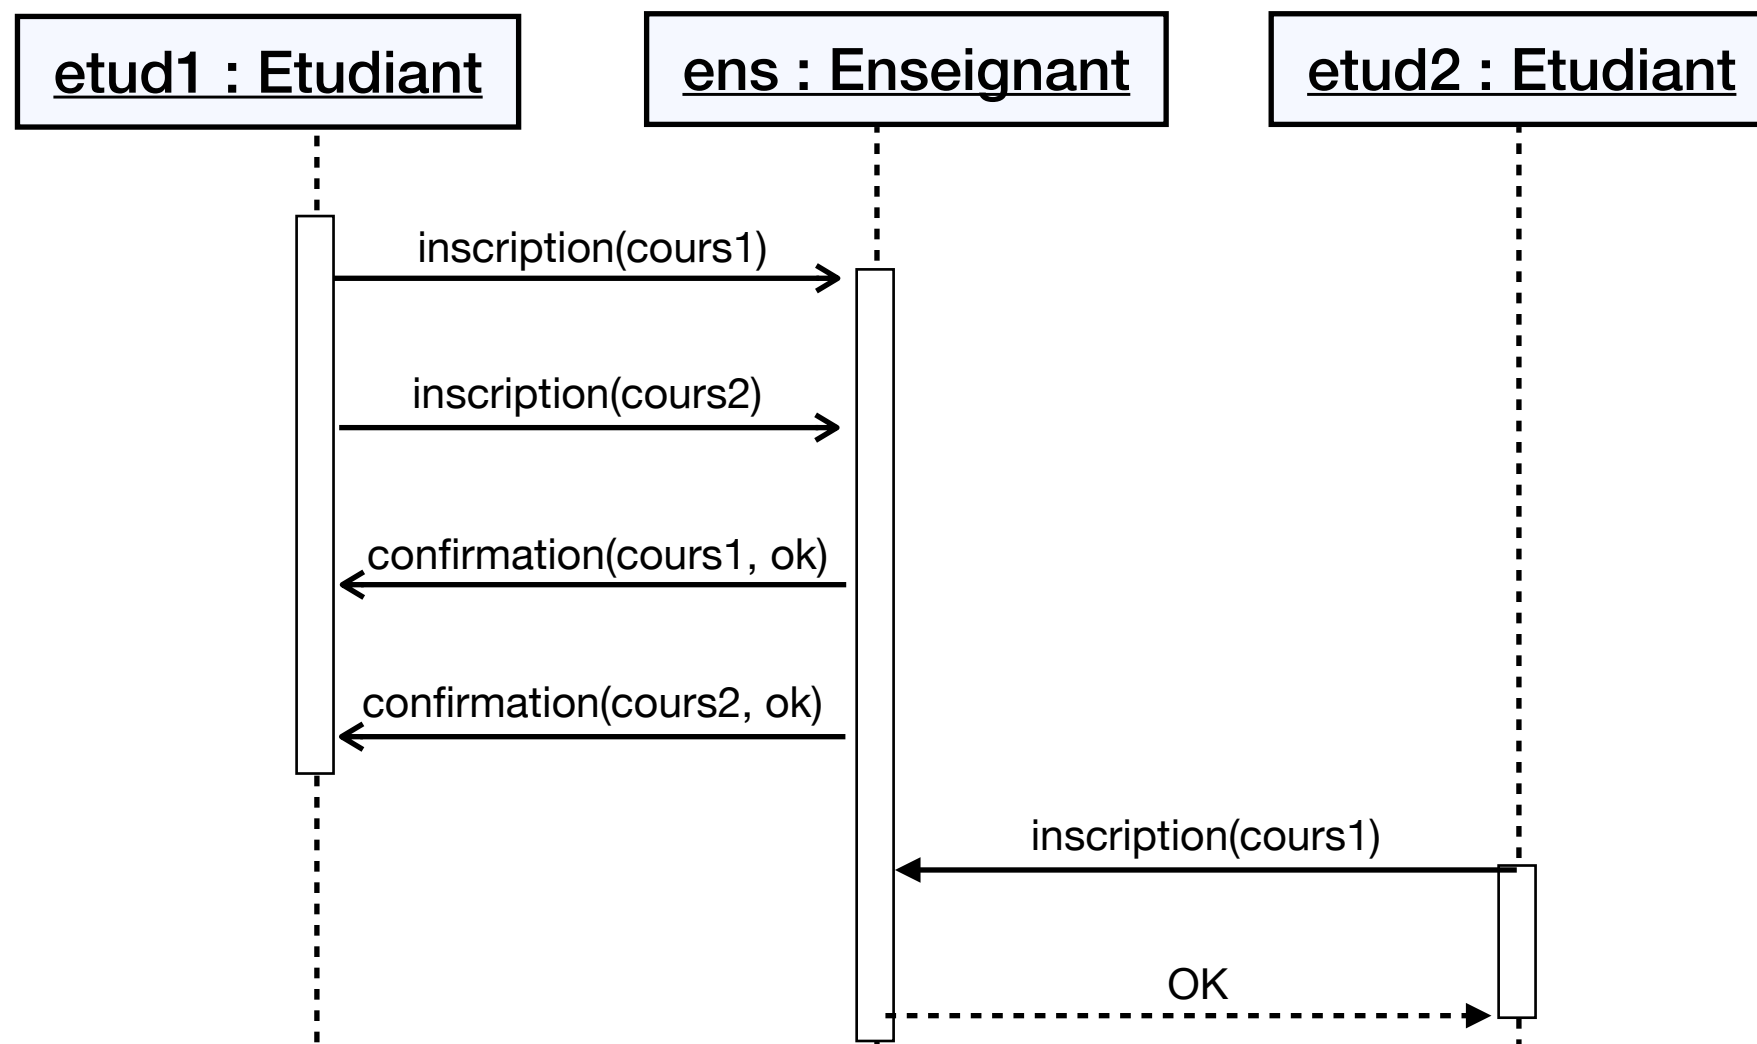 etud1 : Etudiant
ens : Enseignant
etud2 : Etudiant
inscription(cours1)
inscription(cours2)
confirmation(cours1, ok)
confirmation(cours2, ok)
inscription(cours1)
OK